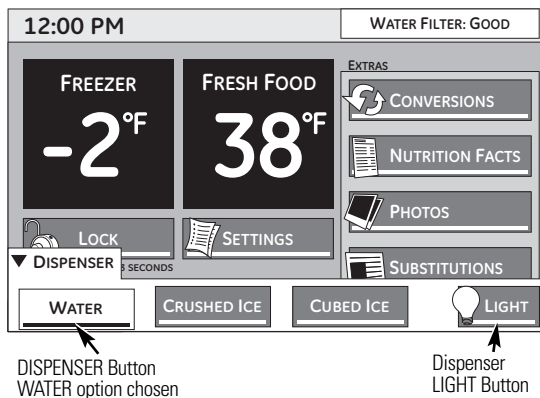 12:00 PM
WATER FILTER: GOOD
FREEZER
-2°F
FRESH FOOD
38°F
EXTRAS
CONVERSIONS
NUTRITION FACTS
PHOTOS
SUBSTITUTIONS
LOCK
3 SECONDS
SETTINGS
▼ DISPENSER
WATER
CRUSHED ICE
CUBED ICE
LIGHT
DISPENSER Button
WATER option chosen
Dispenser
LIGHT Button